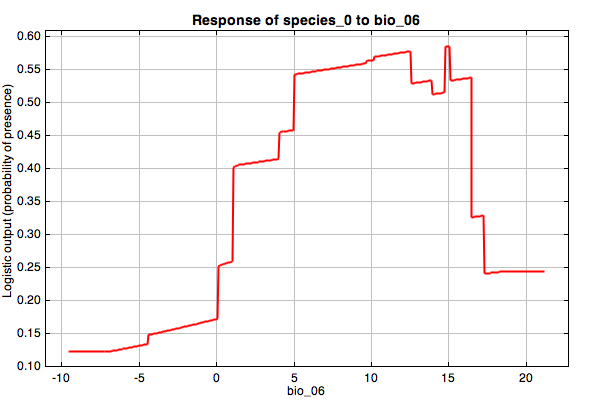 Response of species_0 to bio_06
Logistic output (probability of presence)
0.60
0.55
0.50
0.45
0.40
0.35
0.30
0.25
0.20
0.15
0.10
-10 -5 0 5 10 15 20
bio_06